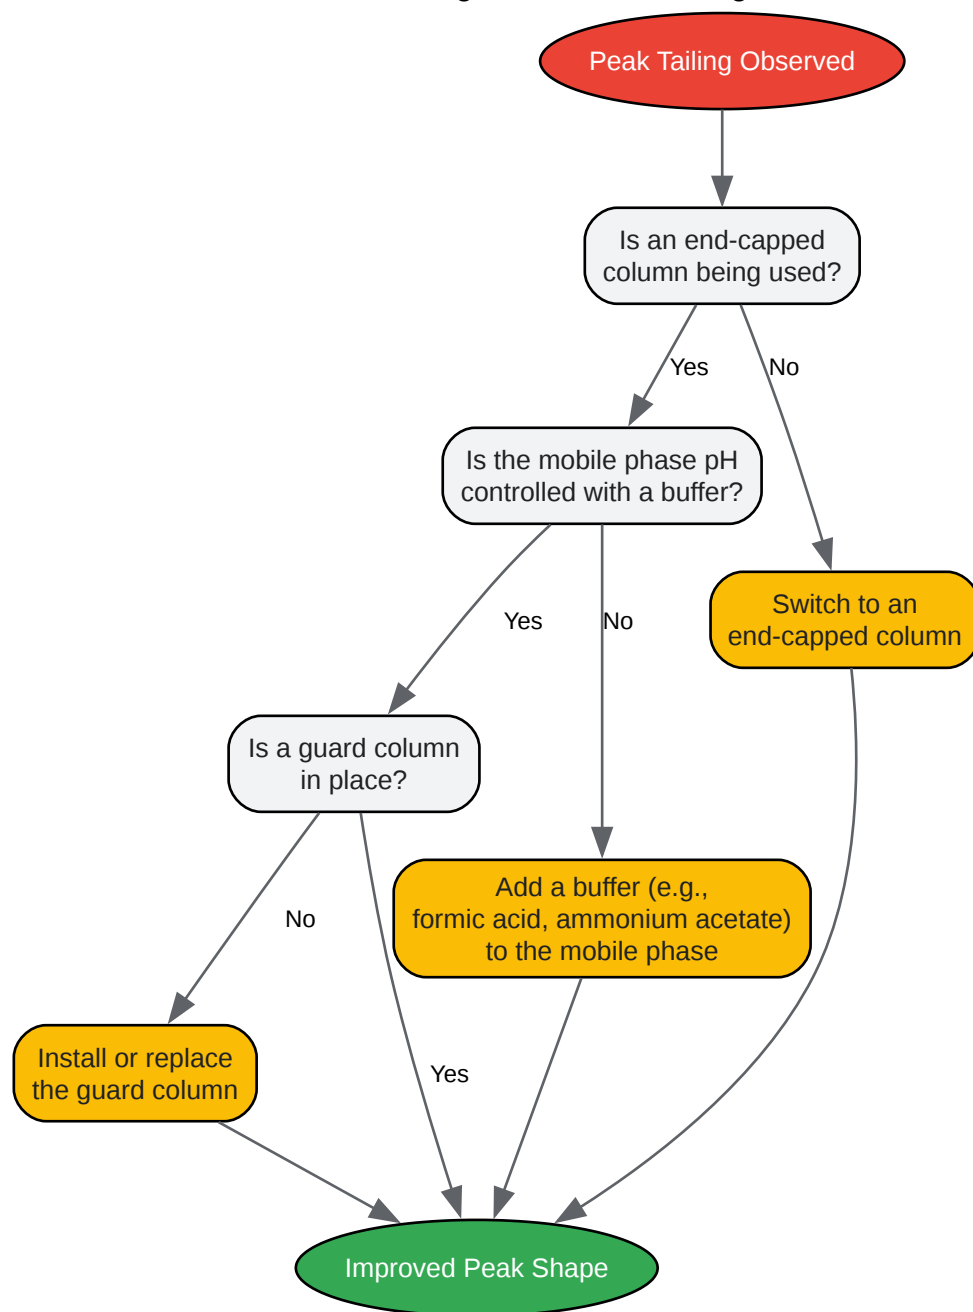 Peak Tailing Observed
Is an end-capped
column being used?
Yes
No
Is the mobile phase pH
controlled with a buffer?
Switch to an
end-capped column
Yes
No
Is a guard column
in place?
Add a buffer (e.g.,
formic acid, ammonium acetate)
to the mobile phase
No
Install or replace
the guard column
Yes
Improved Peak Shape